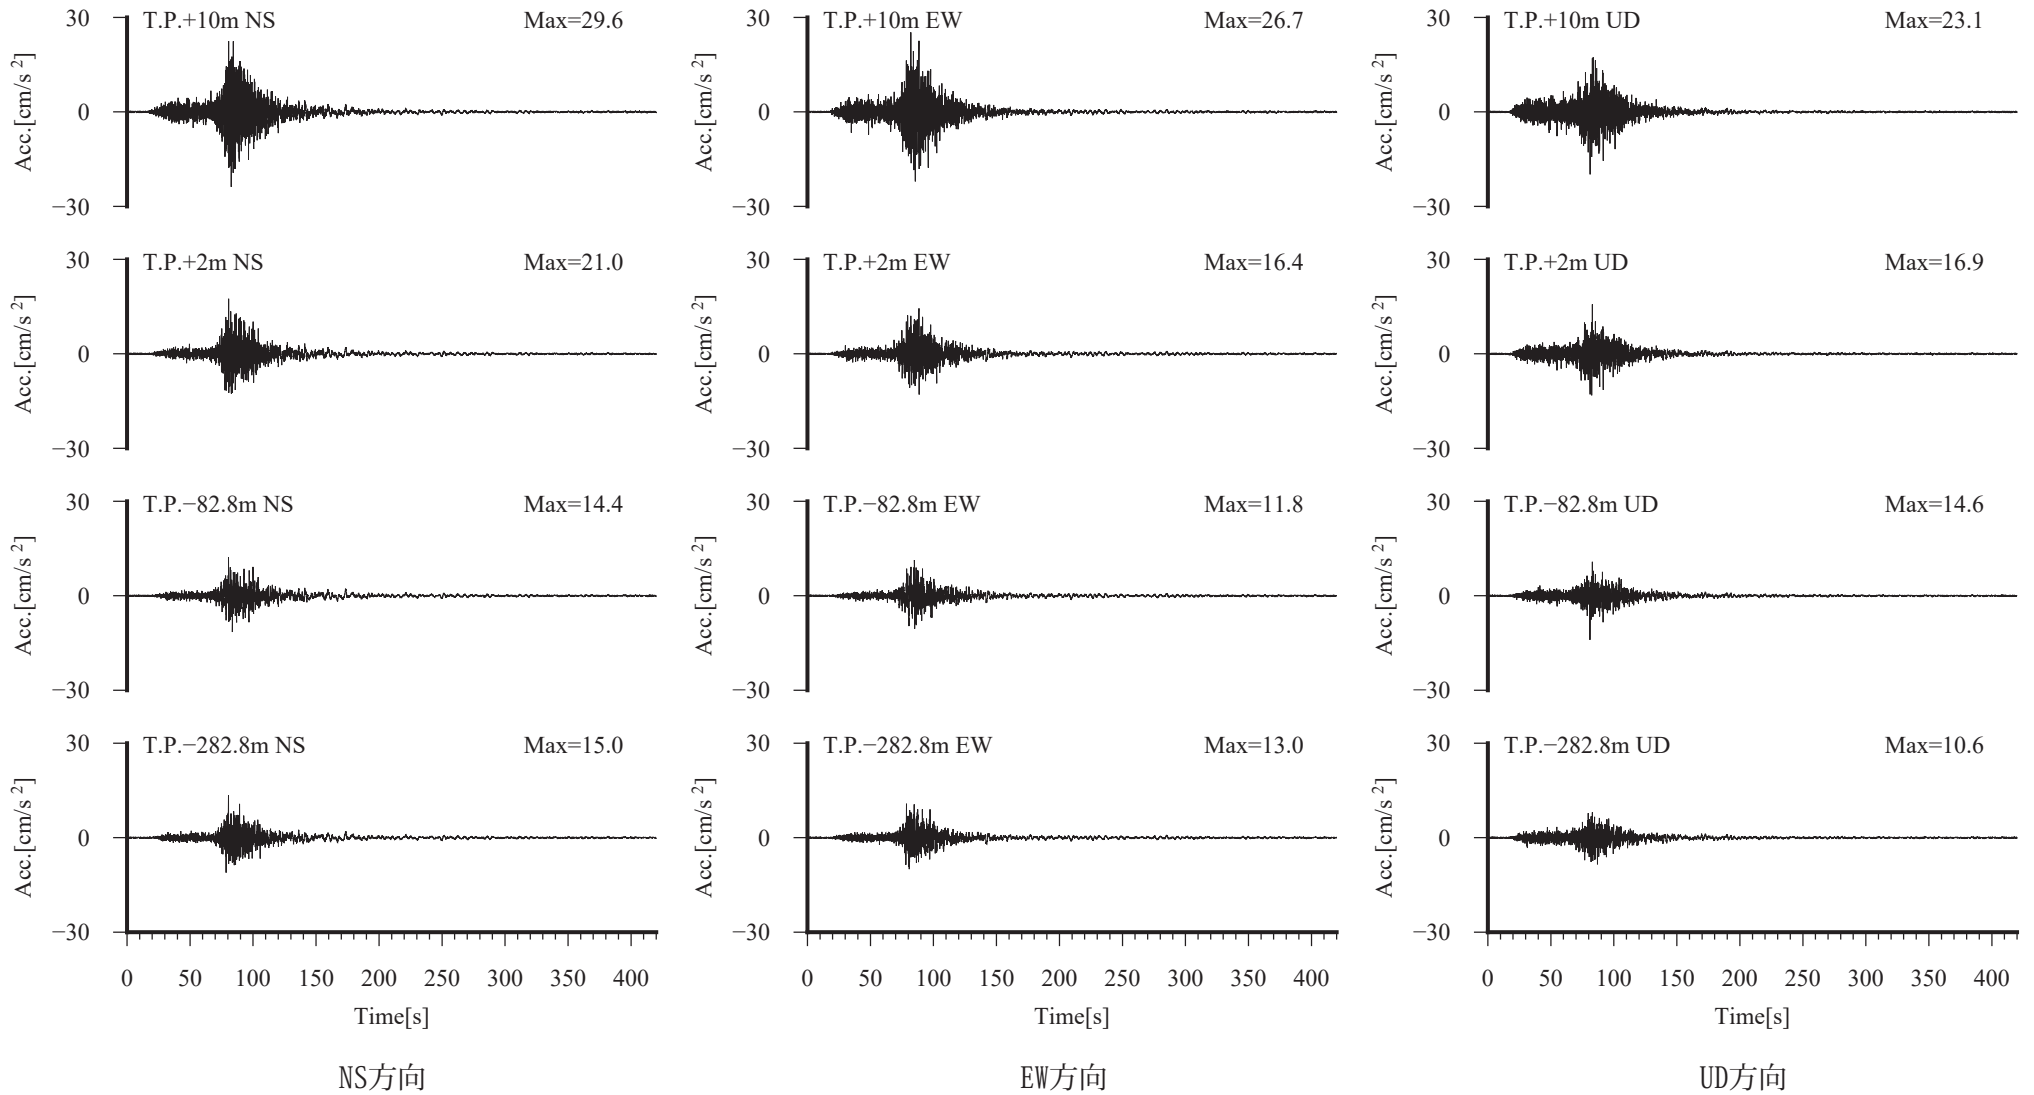 T.P.+10m NS Max=29.6
30
0
−30
Acc.[cm/s²]
T.P.+10m EW Max=26.7
30
0
−30
Acc.[cm/s²]
T.P.+10m UD Max=23.1
30
0
−30
Acc.[cm/s²]
T.P.+2m NS Max=21.0
30
0
−30
Acc.[cm/s²]
T.P.+2m EW Max=16.4
30
0
−30
Acc.[cm/s²]
T.P.+2m UD Max=16.9
30
0
−30
Acc.[cm/s²]
T.P.−82.8m NS Max=14.4
30
0
−30
Acc.[cm/s²]
T.P.−82.8m EW Max=11.8
30
0
−30
Acc.[cm/s²]
T.P.−82.8m UD Max=14.6
30
0
−30
Acc.[cm/s²]
T.P.−282.8m NS Max=15.0
30
0
−30
Acc.[cm/s²]
T.P.−282.8m EW Max=13.0
30
0
−30
Acc.[cm/s²]
T.P.−282.8m UD Max=10.6
30
0
−30
Acc.[cm/s²]
0 50 100 150 200 250 300 350 400
Time[s]
NS方向
0 50 100 150 200 250 300 350 400
Time[s]
EW方向
0 50 100 150 200 250 300 350 400
Time[s]
UD方向